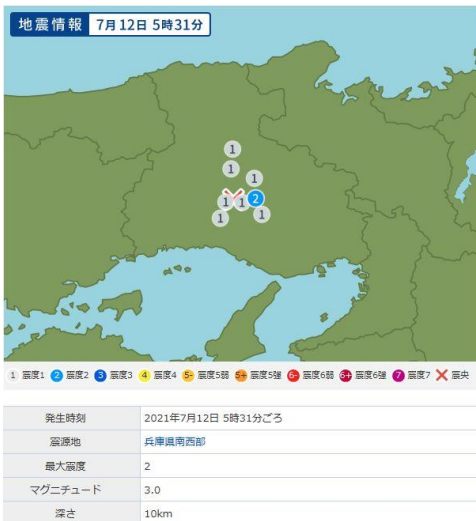 地震情報 7月12日 5時31分
1
1
1
1 1 2
1 1
1 震度1 2 震度2 3 震度3 4 震度4 5- 震度5弱 5+ 震度5強 6- 震度6弱 6+ 震度6強 7 震度7 震央
発生時刻 2021年7月12日 5時31分ごろ
震源地 兵庫県南西部
最大震度 2
マグニチュード 3.0
深さ 10km